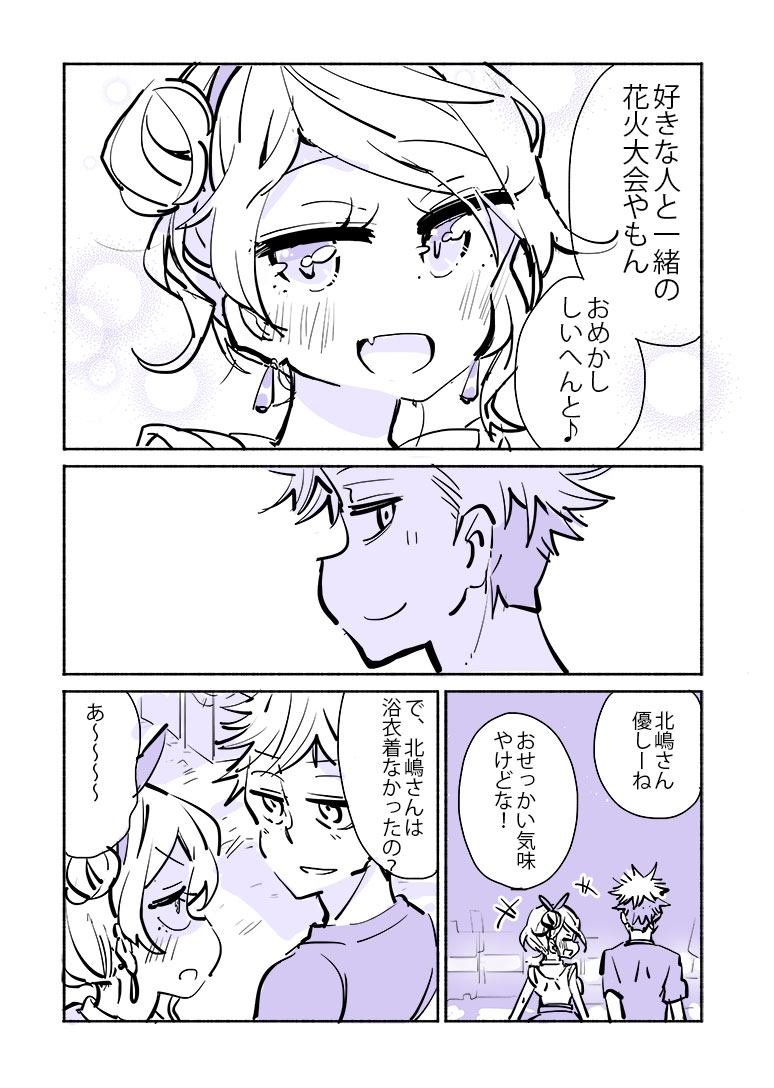 好きな人と一緒の
花火大会やもん
おめかし
しいへんと♪
北嶋さん
優しーね
おせっかい気味
やけどな！
で、北嶋さんは
浴衣着なかったの？
あ～～～～